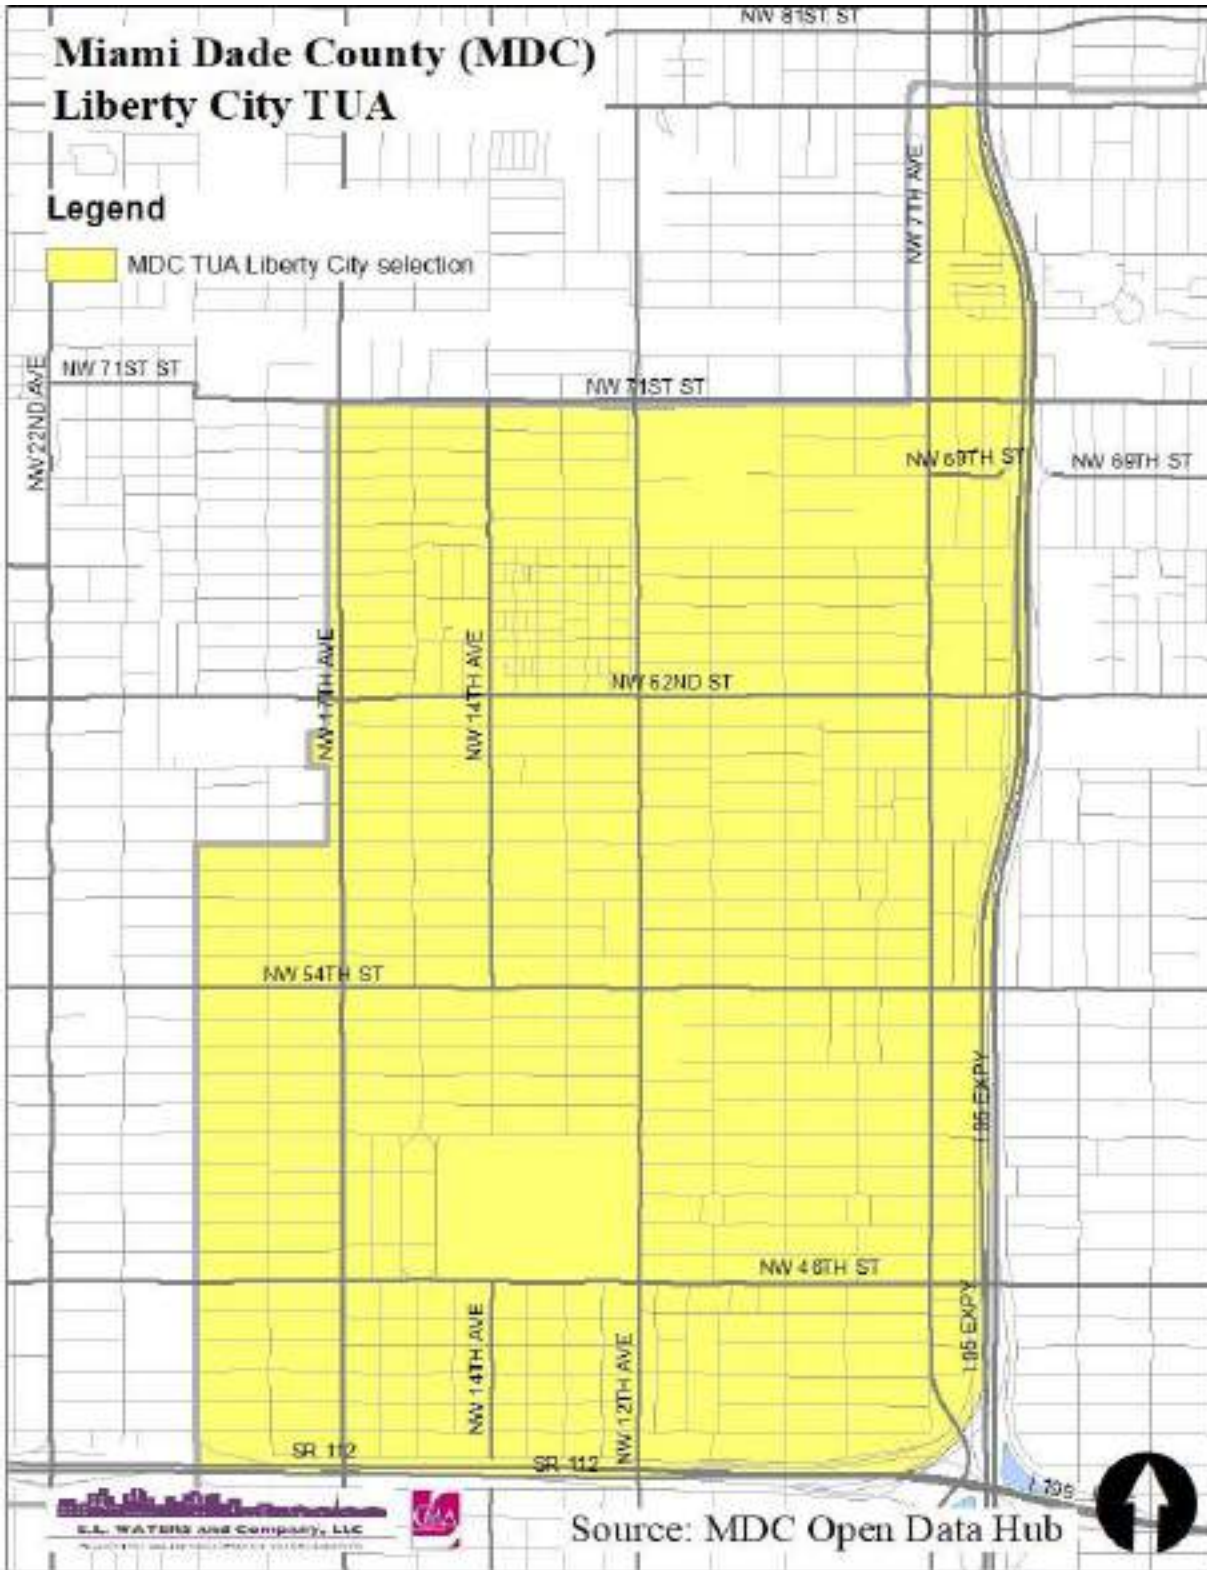 NW 81ST ST
Miami Dade County (MDC)
Liberty City TUA
NW 7TH AVE
Legend
MDC TUA Liberty City selection
NW 22ND AVE
NW 71ST ST
NW 71ST ST
NW 69TH ST
NW 69TH ST
NW 17TH AVE
NW 14TH AVE
NW 62ND ST
NW 54TH ST
I 95 EXPY
NW 46TH ST
I 95 EXPY
NW 14TH AVE
NW 12TH AVE
SR 112
SR 112
E.L. WATERS and Company, LLC
Source: MDC Open Data Hub